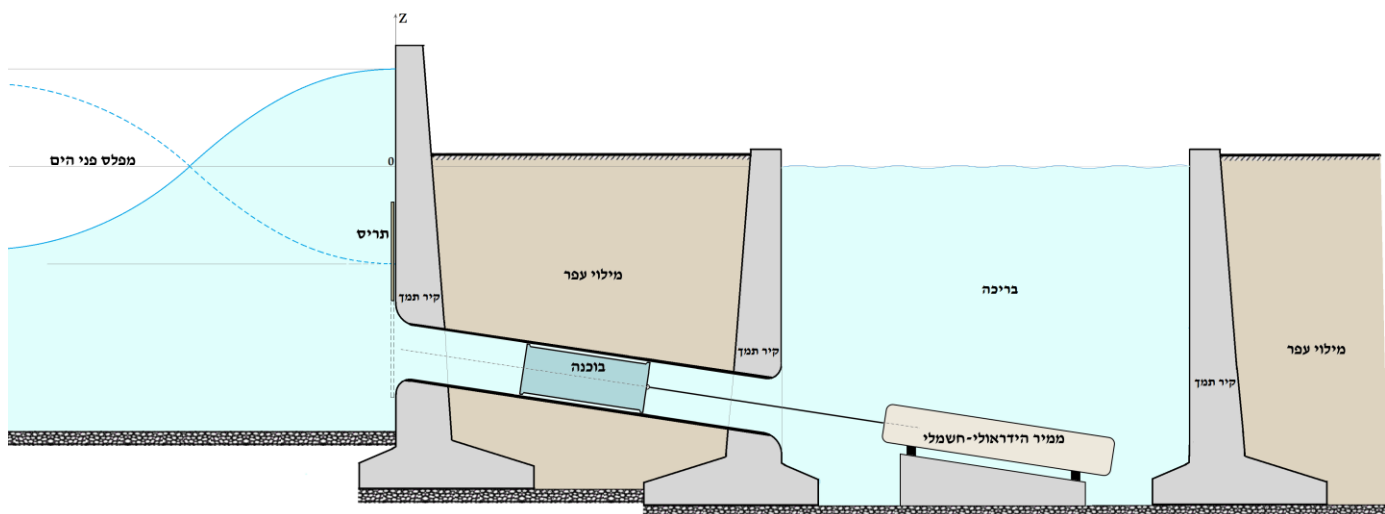 Z
מפלס פני הים
0
תריס
קיר תמך
מילוי עפר
בוכנה
קיר תמך
בריכה
ממיר הידראולי-חשמלי
קיר תמך
מילוי עפר